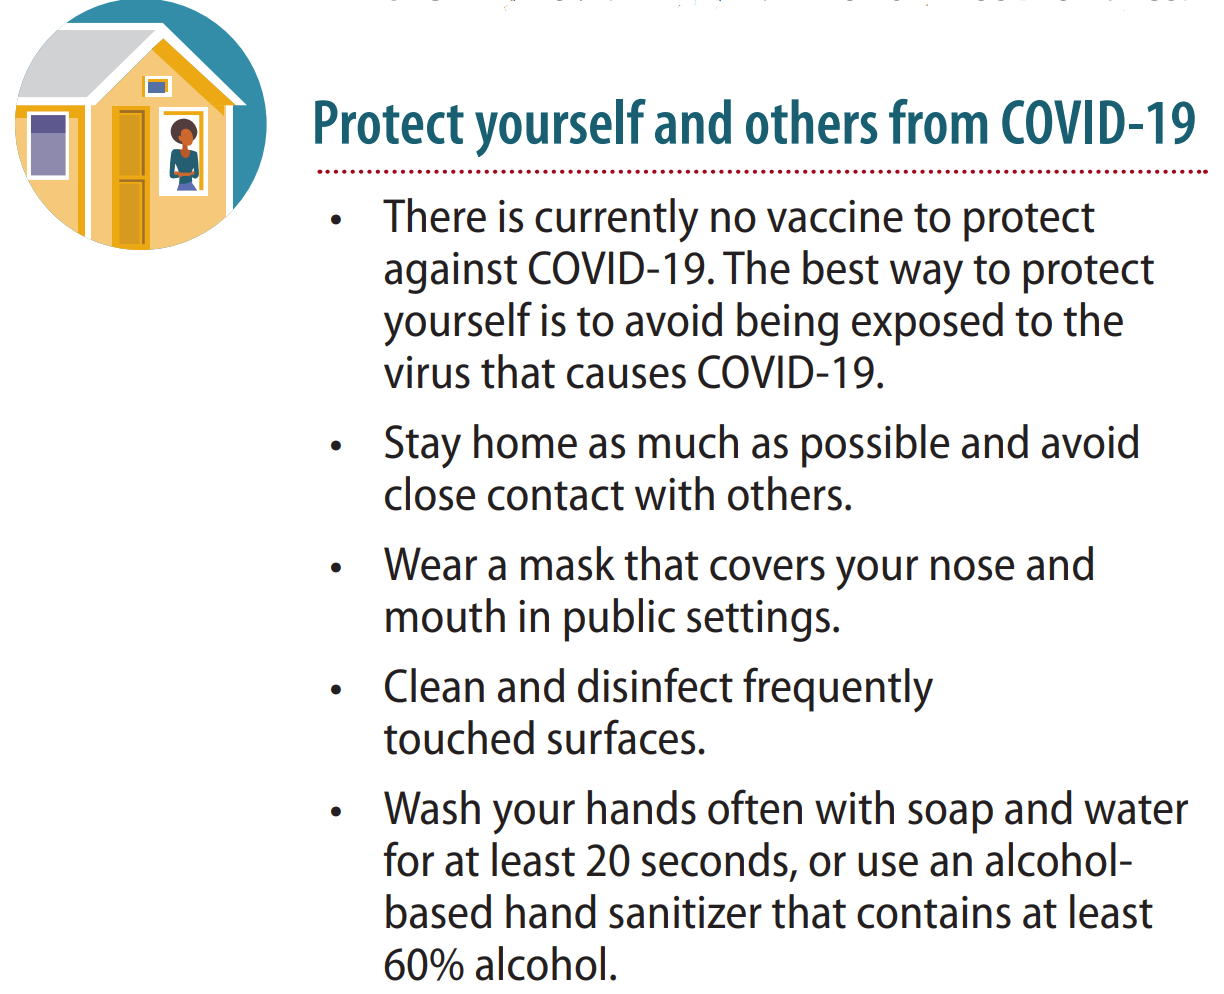 Protect yourself and others from COVID-19
• There is currently no vaccine to protect
against COVID-19. The best way to protect
yourself is to avoid being exposed to the
virus that causes COVID-19.
• Stay home as much as possible and avoid
close contact with others.
• Wear a mask that covers your nose and
mouth in public settings.
• Clean and disinfect frequently
touched surfaces.
• Wash your hands often with soap and water
for at least 20 seconds, or use an alcohol-
based hand sanitizer that contains at least
60% alcohol.